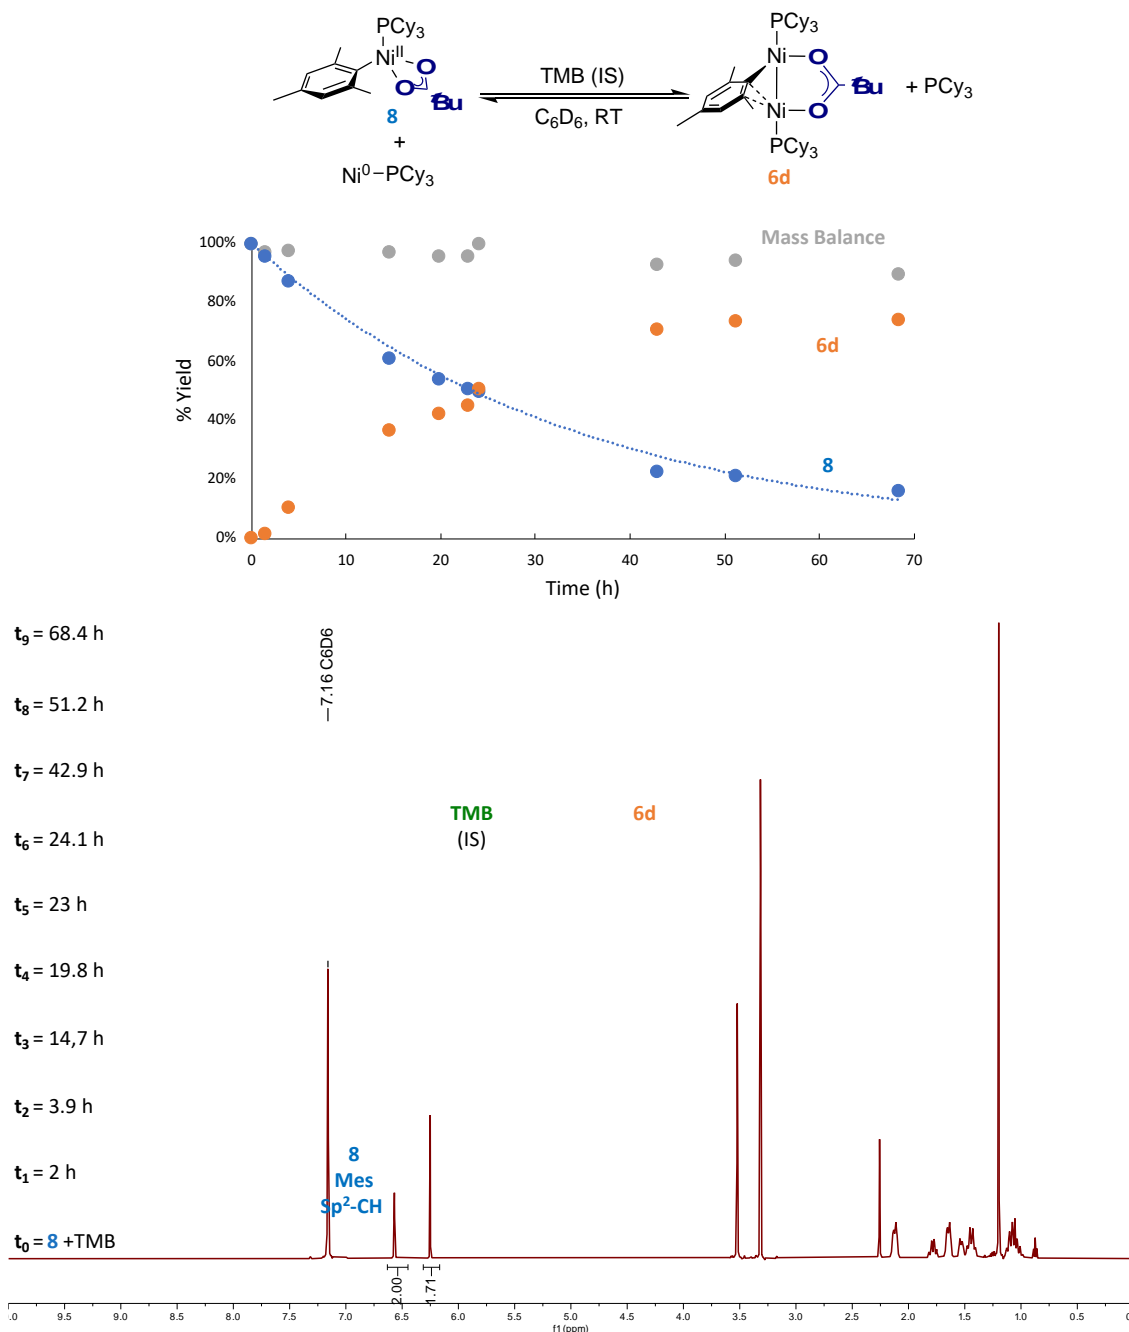 PCy3
NiII
O
O
tBu
8
+
Ni0–PCy3
TMB (IS)
C6D6, RT
PCy3
Ni
O
tBu
Ni
O
PCy3
+ PCy3
6d
Mass Balance
100%
80%
60%
40%
20%
0%
% Yield
6d
8
0 10 20 30 40 50 60 70
Time (h)
t9 = 68.4 h
t8 = 51.2 h
t7 = 42.9 h
t6 = 24.1 h
t5 = 23 h
t4 = 19.8 h
t3 = 14,7 h
t2 = 3.9 h
t1 = 2 h
t0 = 8 +TMB
7.16 C6D6
TMB
(IS)
6d
8
Mes
Sp2-CH
2.00
1.71
.0 9.5 9.0 8.5 8.0 7.5 7.0 6.5 6.0 5.5 5.0 4.5 4.0 3.5 3.0 2.5 2.0 1.5 1.0 0.5 0
f1 (ppm)